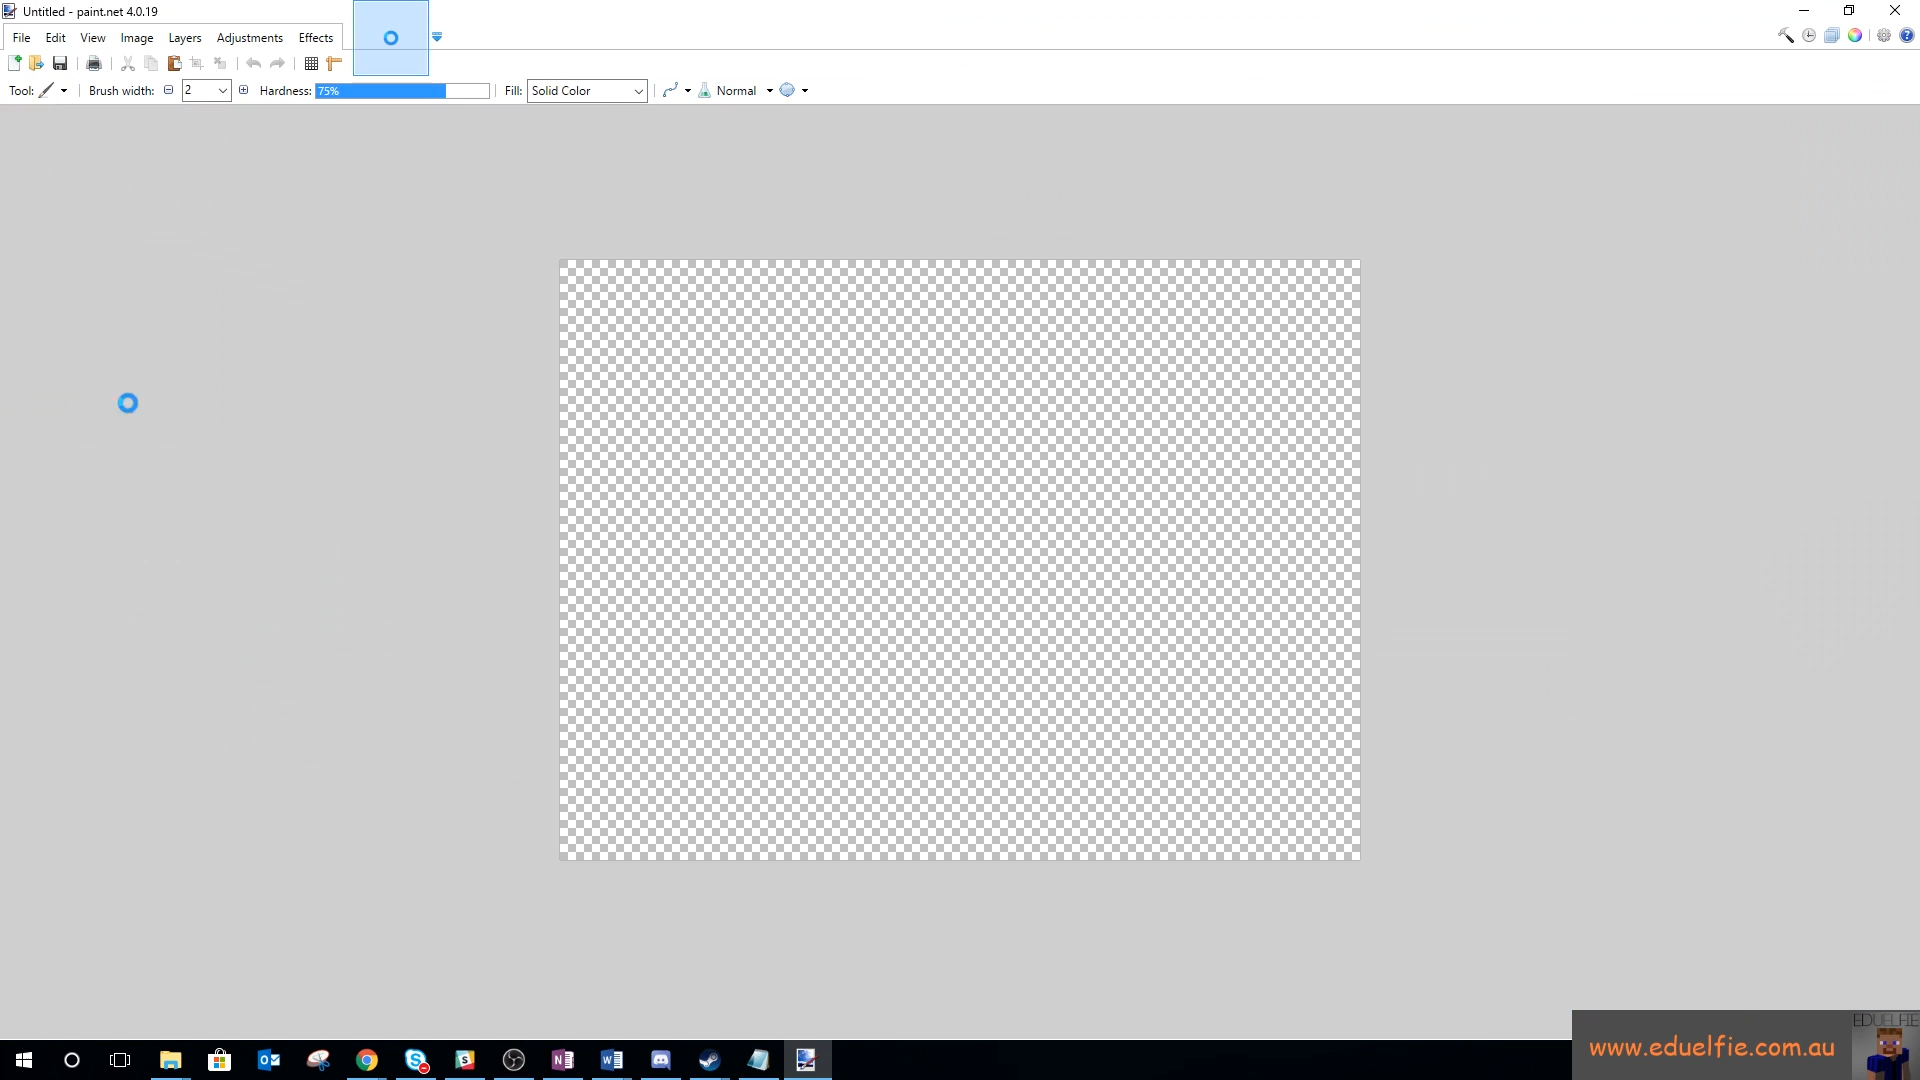 Untitled - paint.net 4.0.19
File Edit View Image Layers Adjustments Effects
Tool: Brush width: 2 Hardness: 75% Fill: Solid Color Normal
EDUELFIE
www.eduelfie.com.au